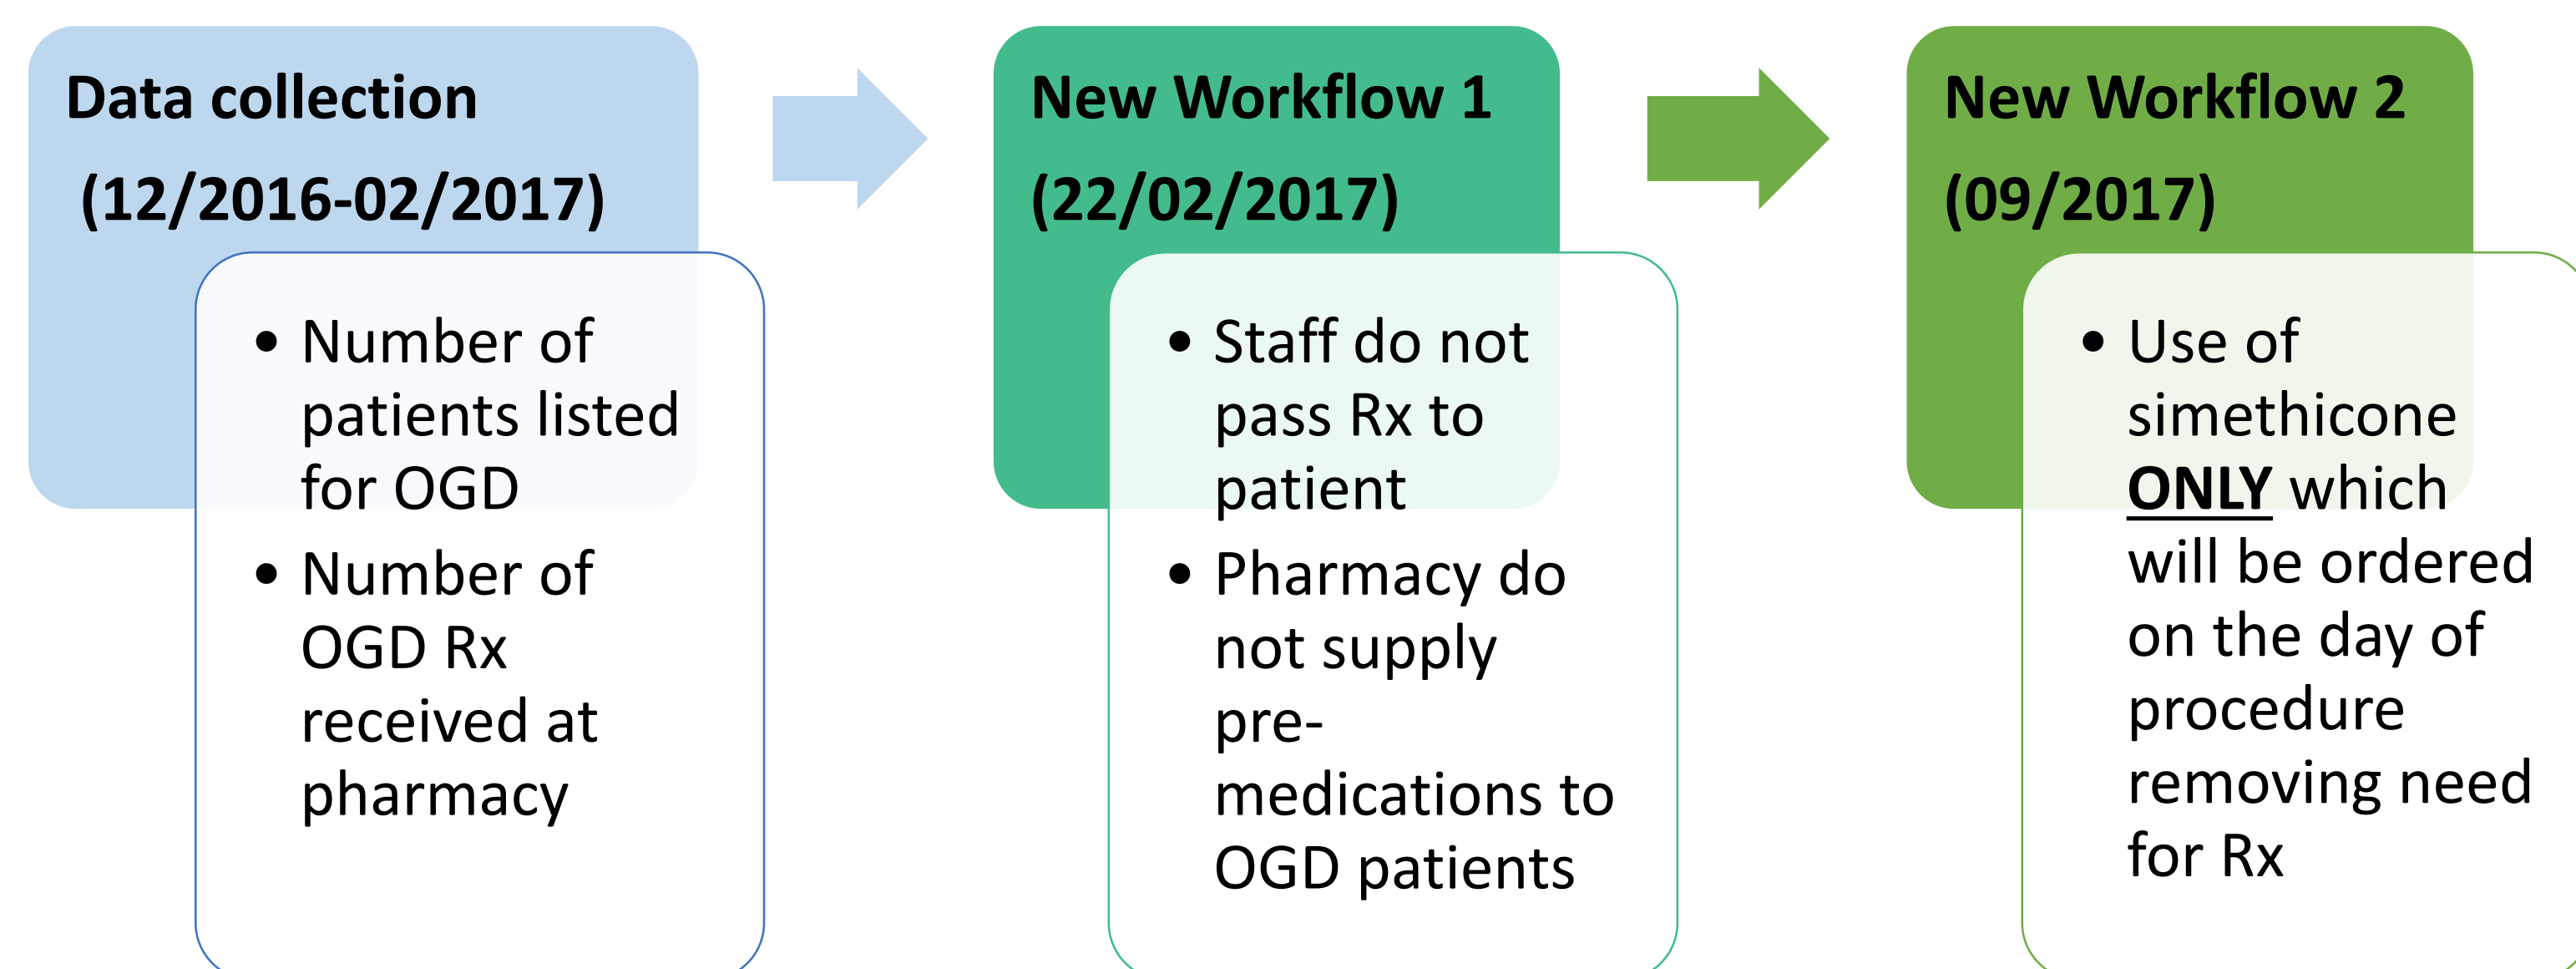 Data collection
(12/2016-02/2017)
• Number of
patients listed
for OGD
• Number of
OGD Rx
received at
pharmacy
New Workflow 1
(22/02/2017)
• Staff do not
pass Rx to
patient
• Pharmacy do
not supply
pre-
medications to
OGD patients
New Workflow 2
(09/2017)
• Use of
simethicone
ONLY which
will be ordered
on the day of
procedure
removing need
for Rx